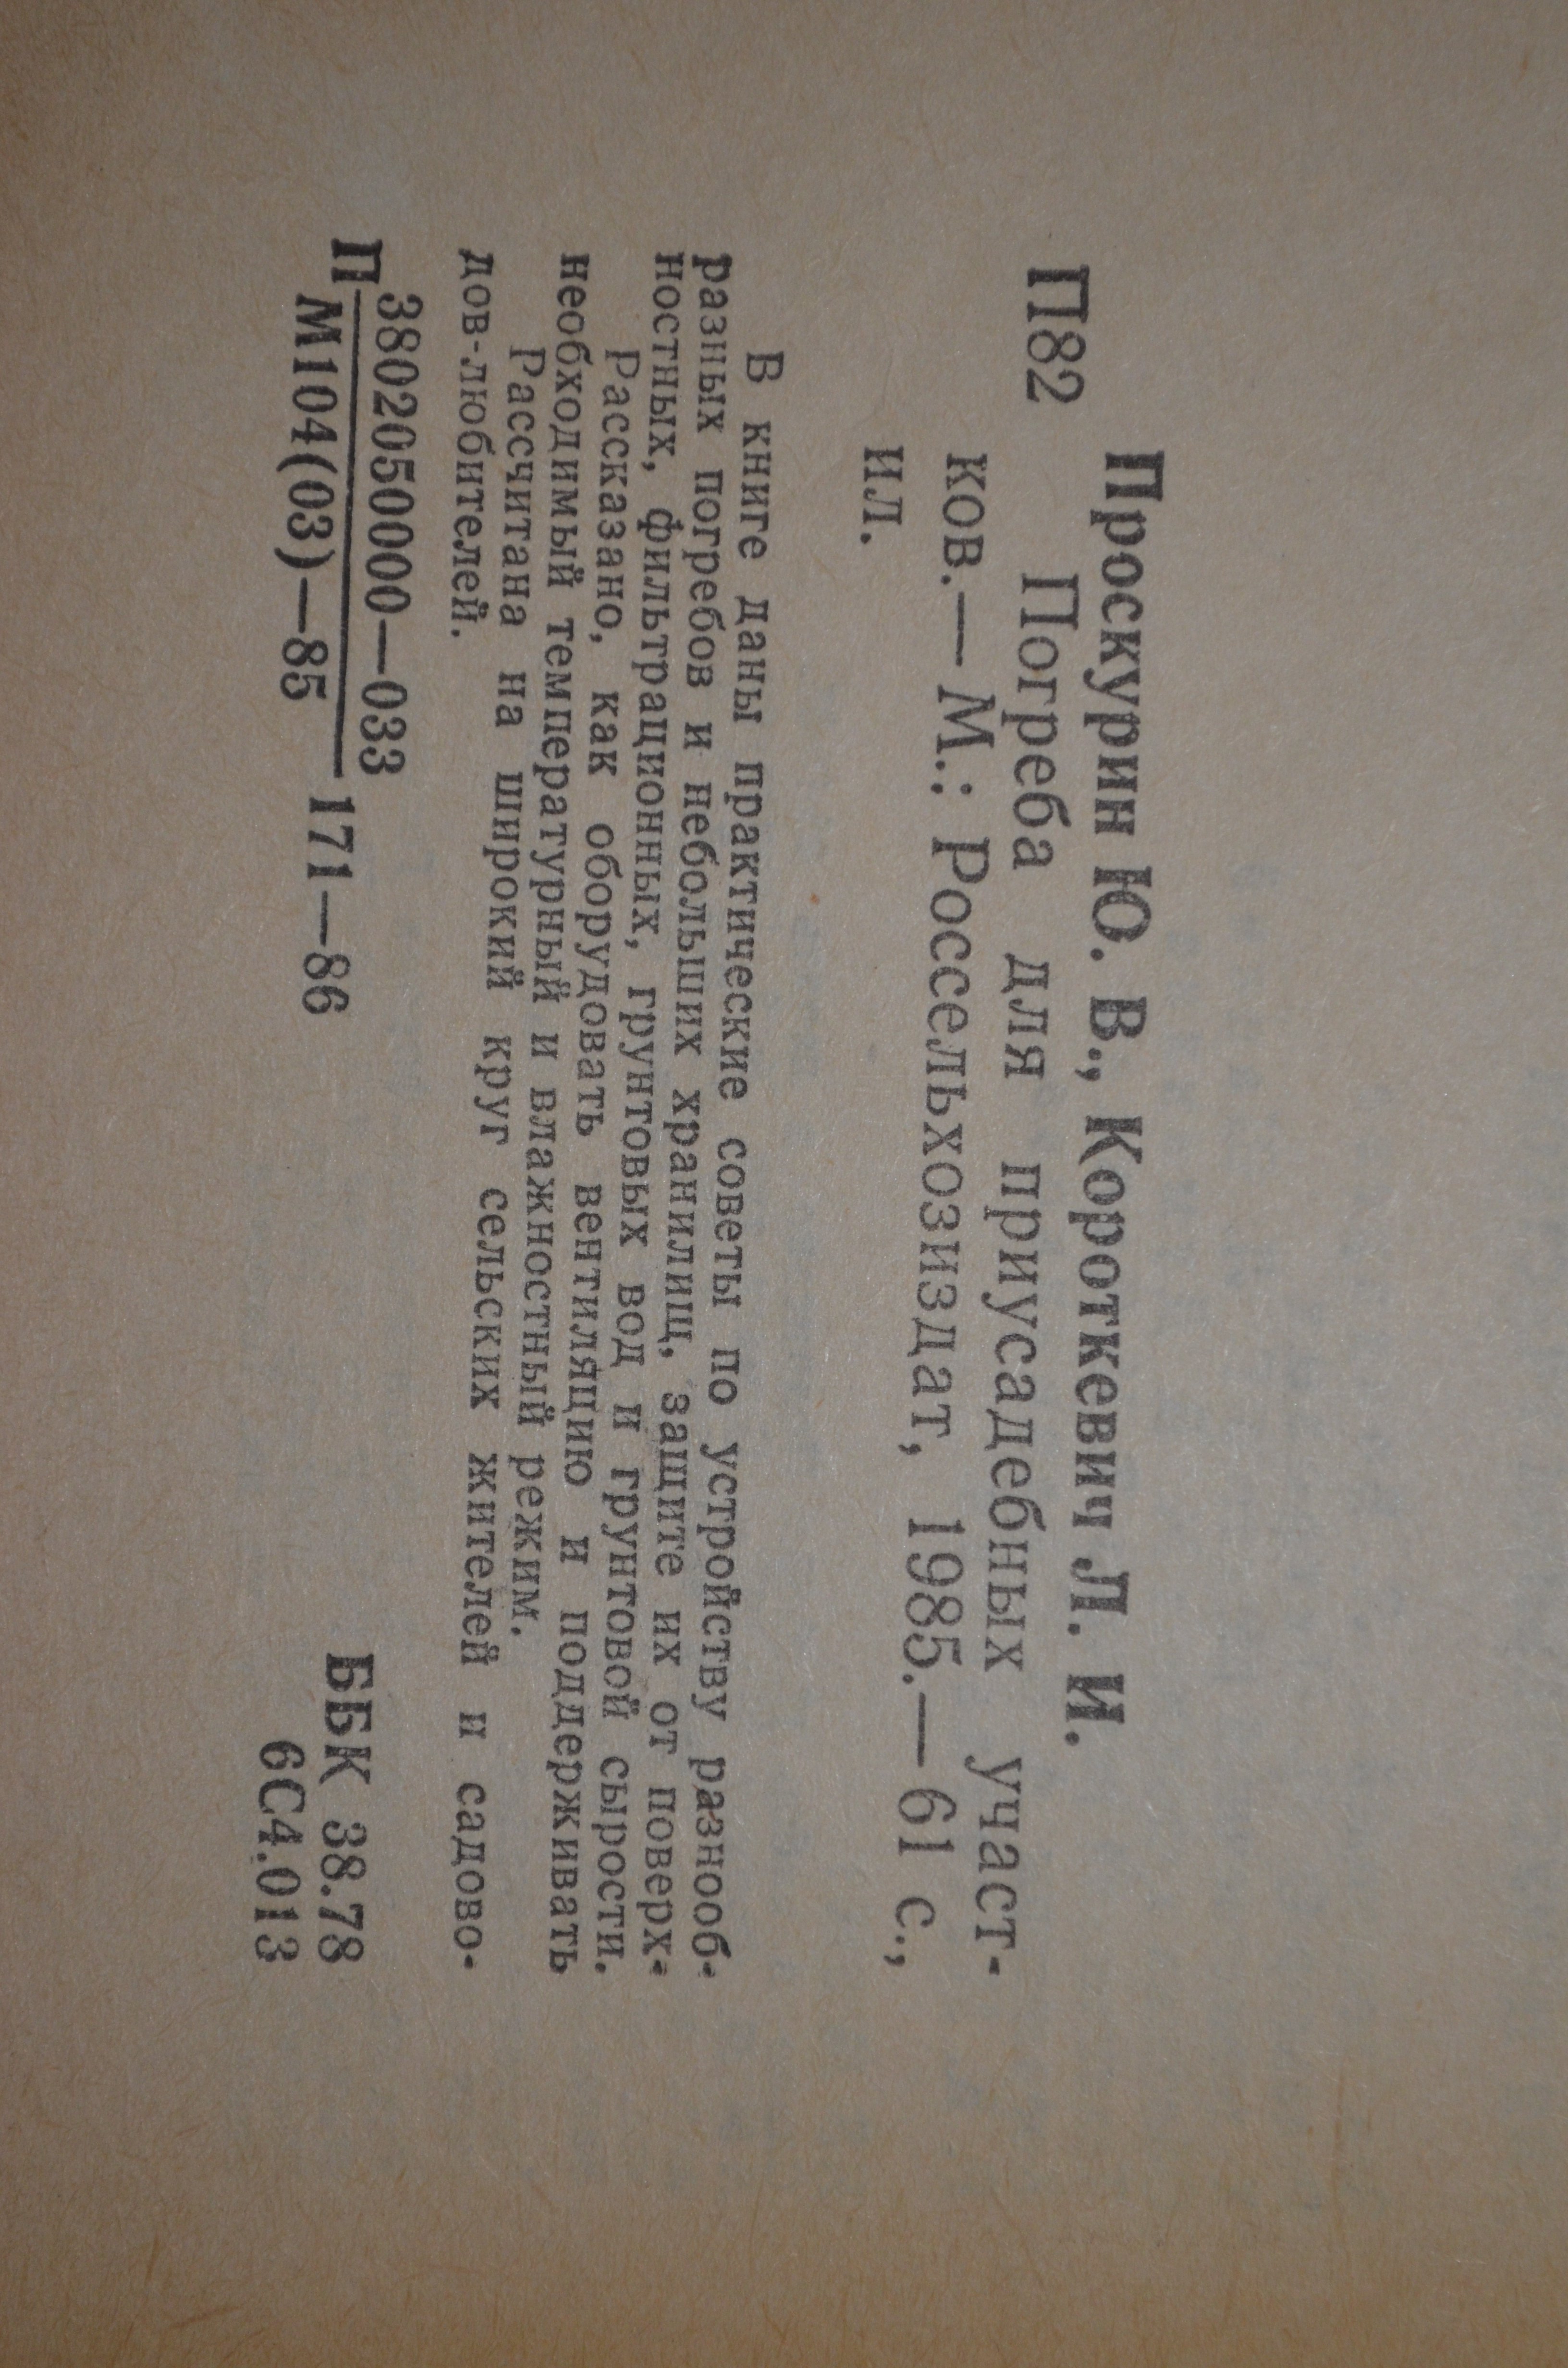 Проскурин Ю. В., Короткевич Л. И.
П82 Погреба для приусадебных участ-
ков.— М.: Россельхозиздат, 1985.— 61 с.,
ил.
В книге даны практические советы по устройству разнооб-
разных погребов и небольших хранилищ, защите их от поверх-
ностных, фильтрационных, грунтовых вод и грунтовой сырости.
Рассказано, как оборудовать вентиляцию и поддерживать
необходимый температурный и влажностный режим.
Рассчитана на широкий круг сельских жителей и садово-
дов-любителей.
3802050000—033
П 171—86
М104(03)—85
ББК 38.78
6С4.013